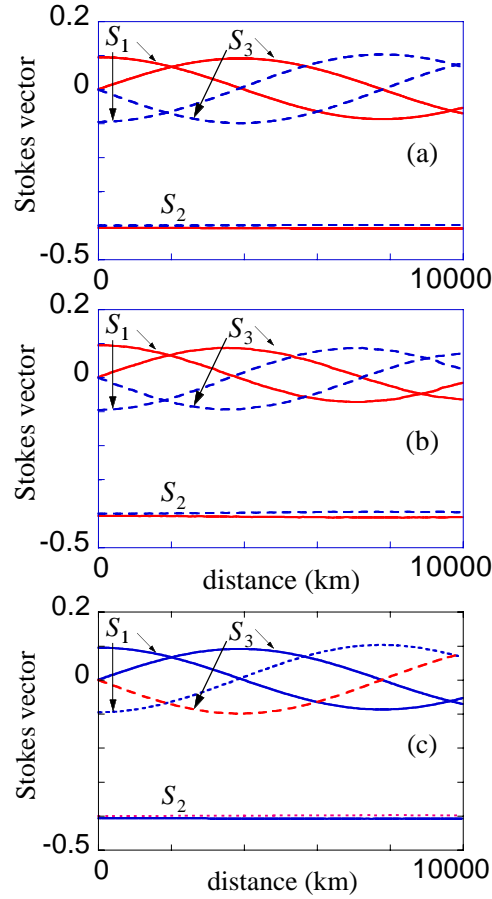 0.2
S1 S3
0
Stokes vector
(a)
S2
-0.5
0 10000
0.2
S1 S3
0
Stokes vector
(b)
S2
-0.5
0 10000
distance (km)
0.2
S1 S3
0
Stokes vector
(c)
S2
-0.5
0 10000
distance (km)